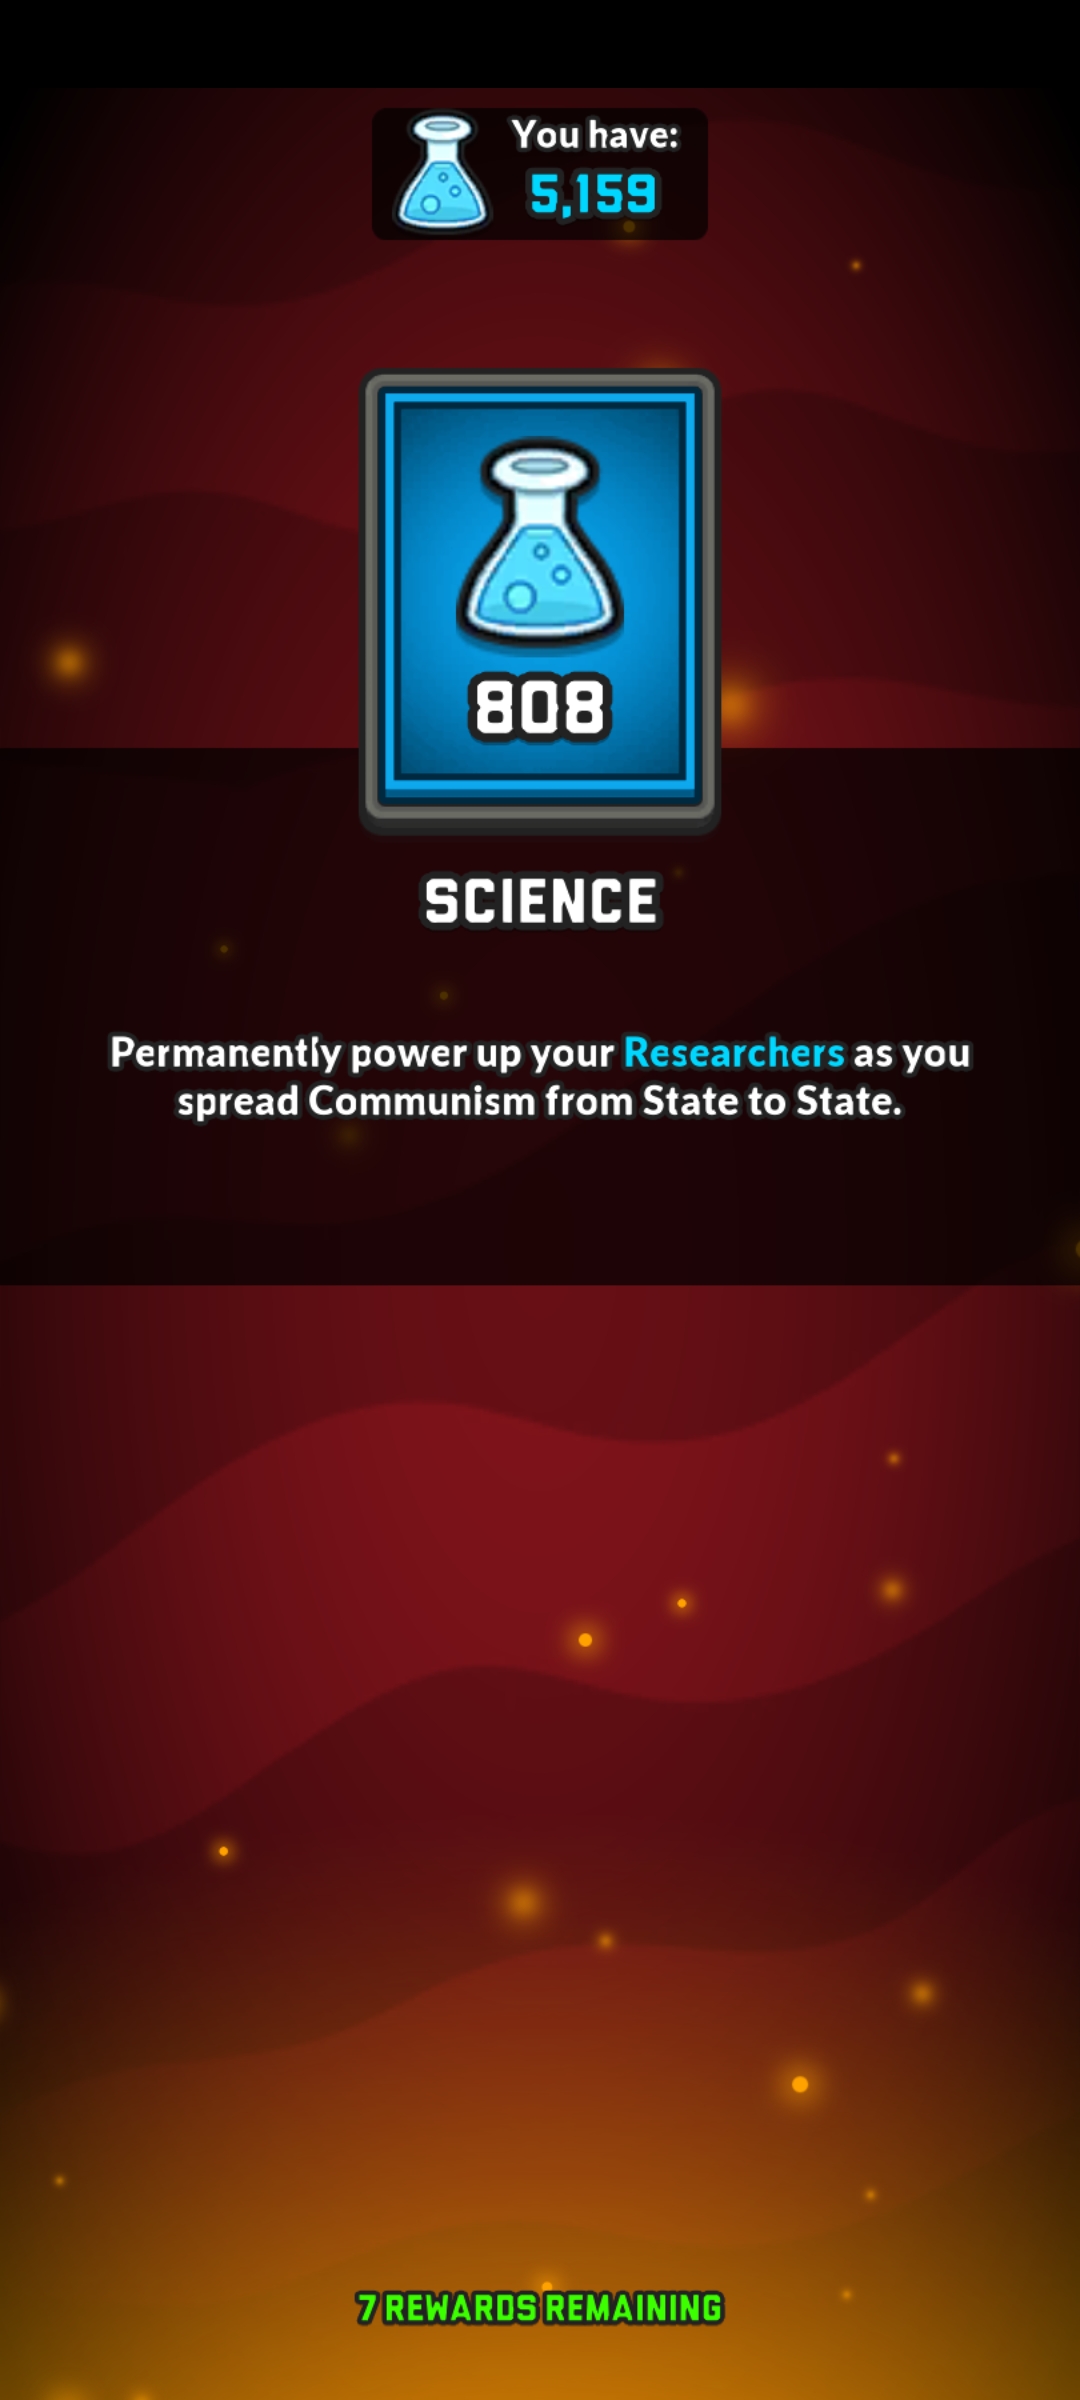 You have:
5,159
808
SCIENCE
Permanently power up your Researchers as you
spread Communism from State to State.
7 REWARDS REMAINING